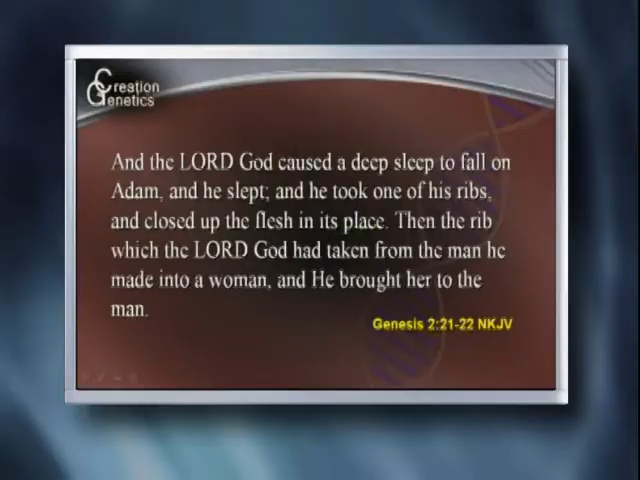 Creation
Genetics
And the LORD God caused a deep sleep to fall on
Adam, and he slept; and he took one of his ribs,
and closed up the flesh in its place. Then the rib
which the LORD God had taken from the man he
made into a woman, and He brought her to the
man.
Genesis 2:21-22 NKJV